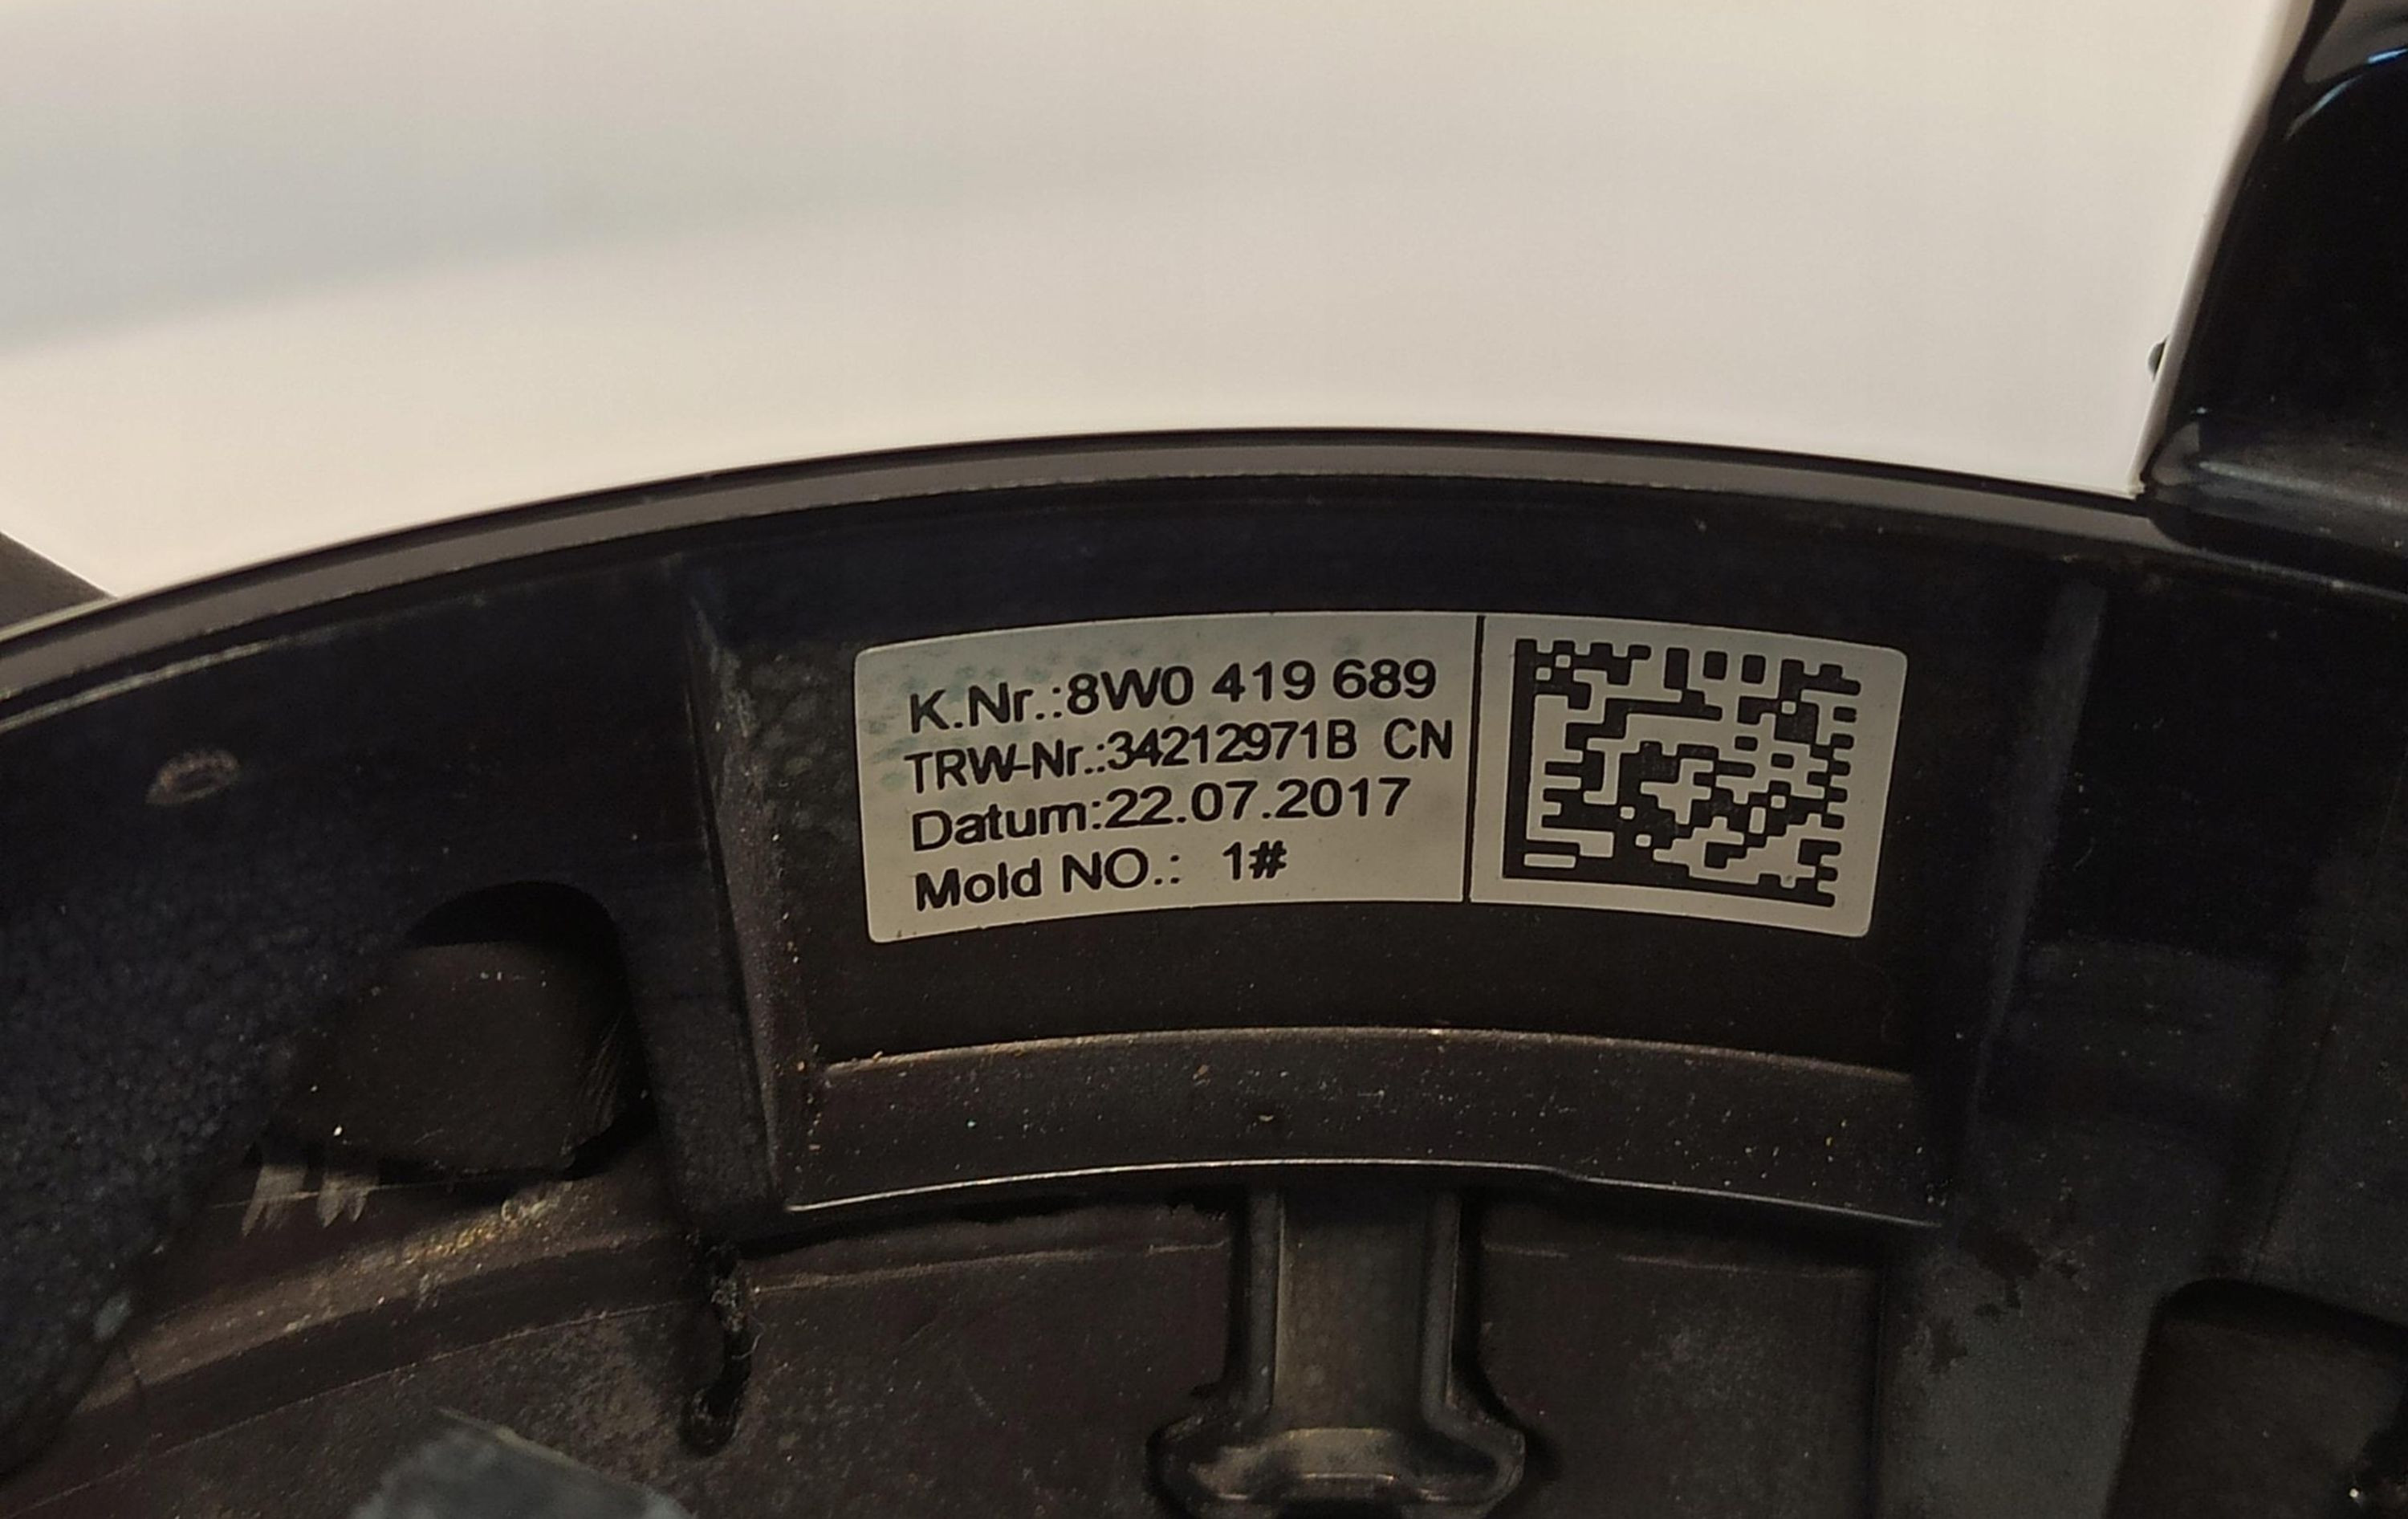 K.Nr.:8W0 419 689
TRW-Nr.:34212971B CN
Datum:22.07.2017
Mold NO.: 1#